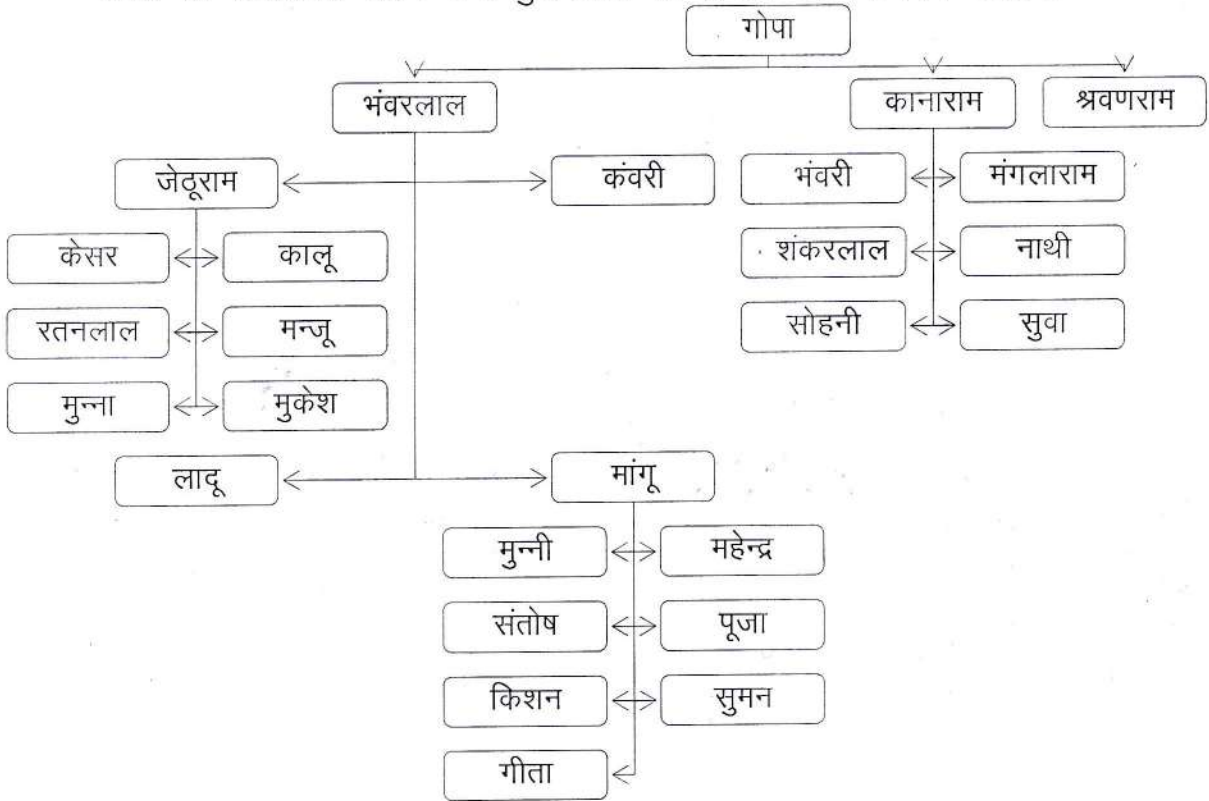 गोपा
भंवरलाल कानाराम श्रवणराम
जेठूराम कंवरी भंवरी मंगलाराम
केसर कालू शंकरलाल नाथी
रतनलाल मन्जू सोहनी सुवा
मुन्ना मुकेश
लादू मांगू
मुन्नी महेन्द्र
संतोष पूजा
किशन सुमन
गीता